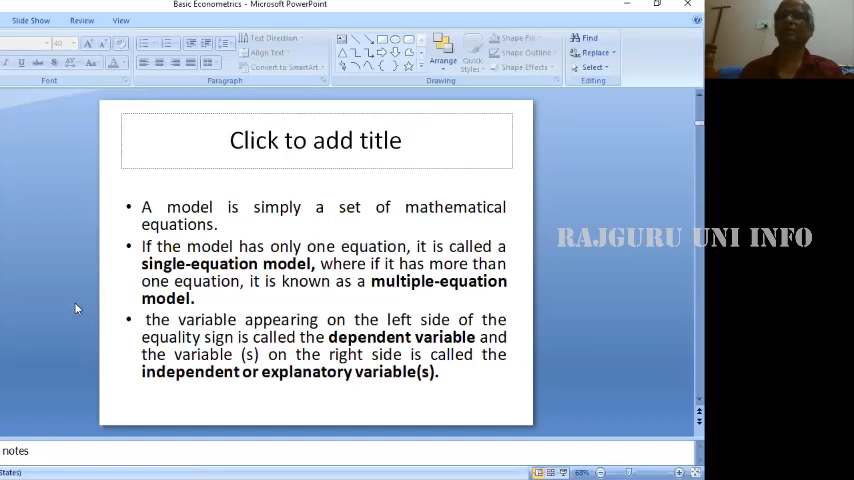 Basic Econometrics - Microsoft PowerPoint
Slide Show Review View
40 Text Direction Shape Fill Find
Align Text Shape Outline Replace
Convert to SmartArt Arrange Quick Styles Shape Effects Select
Font Paragraph Drawing Editing
Click to add title
• A model is simply a set of mathematical
equations.
• If the model has only one equation, it is called a
single-equation model, where if it has more than
one equation, it is known as a multiple-equation
model.
• the variable appearing on the left side of the
equality sign is called the dependent variable and
the variable (s) on the right side is called the
independent or explanatory variable(s).
RAJGURU UNI INFO
notes
States) 68%